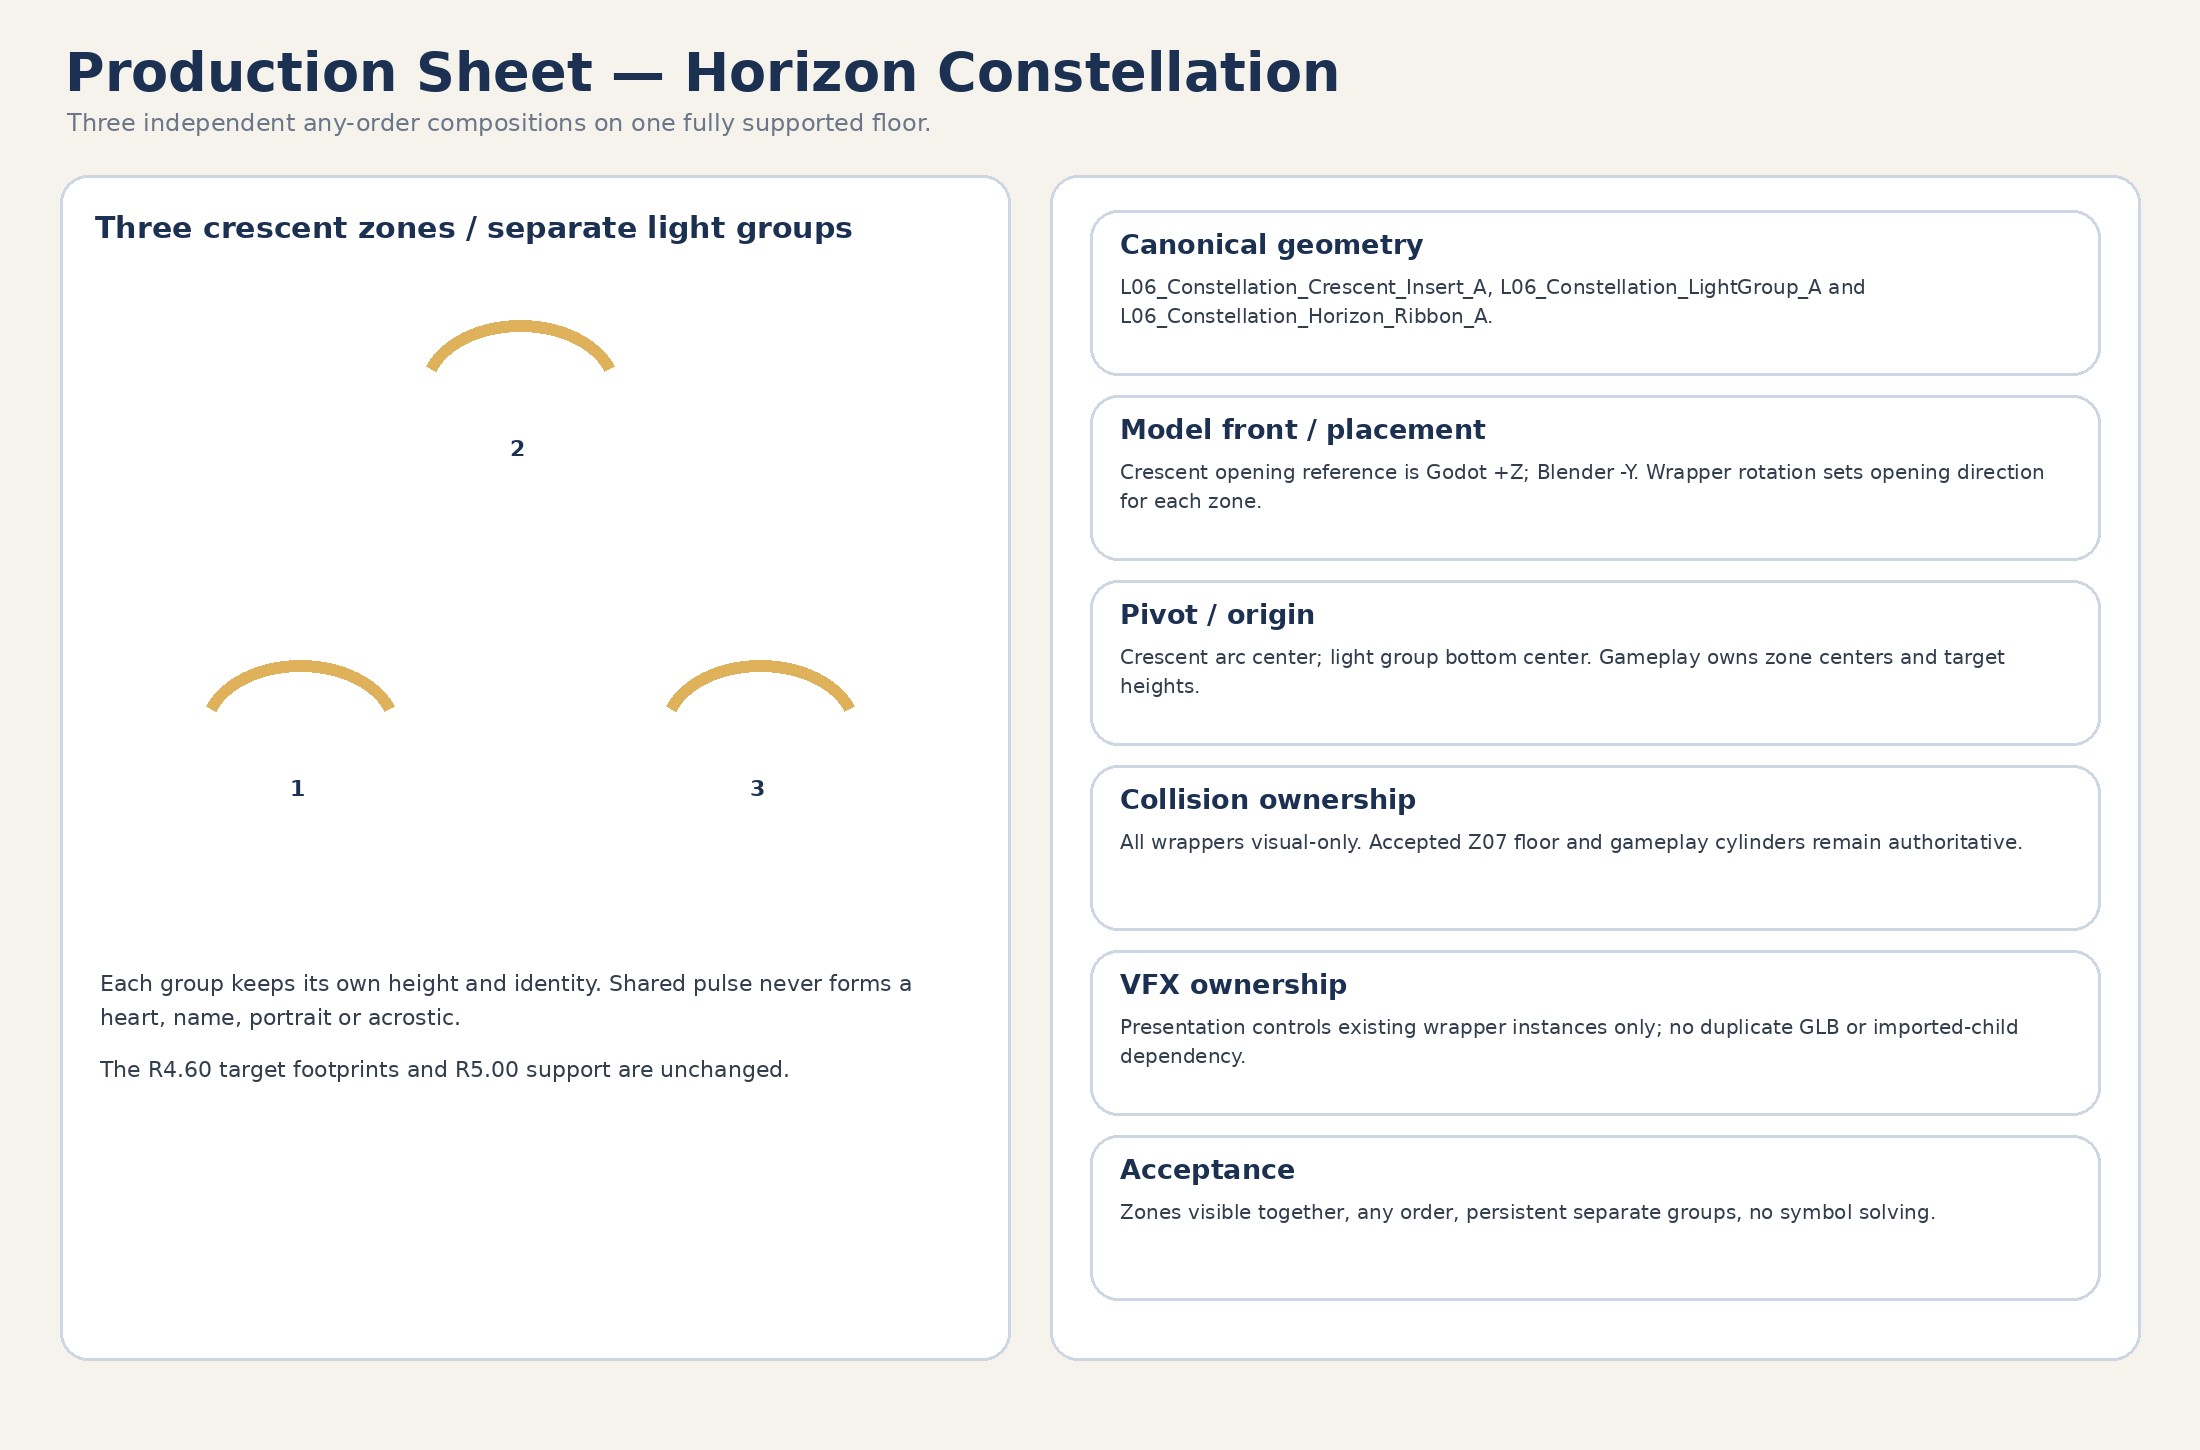 Production Sheet — Horizon Constellation
Three independent any-order compositions on one fully supported floor.
Three crescent zones / separate light groups
2
1
3
Each group keeps its own height and identity. Shared pulse never forms a
heart, name, portrait or acrostic.
The R4.60 target footprints and R5.00 support are unchanged.
Canonical geometry
L06_Constellation_Crescent_Insert_A, L06_Constellation_LightGroup_A and
L06_Constellation_Horizon_Ribbon_A.
Model front / placement
Crescent opening reference is Godot +Z; Blender -Y. Wrapper rotation sets opening direction
for each zone.
Pivot / origin
Crescent arc center; light group bottom center. Gameplay owns zone centers and target
heights.
Collision ownership
All wrappers visual-only. Accepted Z07 floor and gameplay cylinders remain authoritative.
VFX ownership
Presentation controls existing wrapper instances only; no duplicate GLB or imported-child
dependency.
Acceptance
Zones visible together, any order, persistent separate groups, no symbol solving.